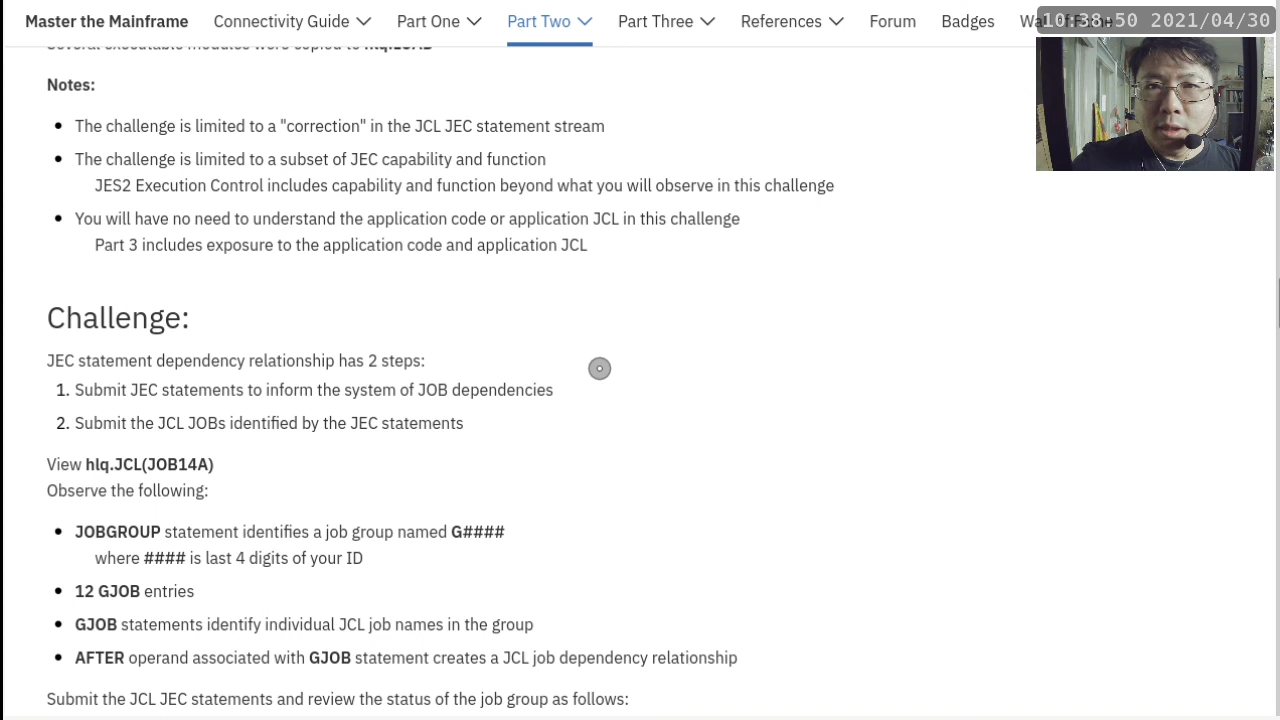 Master the Mainframe Connectivity Guide Part One Part Two Part Three References Forum Badges
10:38:50 2021/04/30
Several executable modules were copied to hlq.LOAD
Notes:
The challenge is limited to a "correction" in the JCL JEC statement stream
The challenge is limited to a subset of JEC capability and function
JES2 Execution Control includes capability and function beyond what you will observe in this challenge
You will have no need to understand the application code or application JCL in this challenge
Part 3 includes exposure to the application code and application JCL
Challenge:
JEC statement dependency relationship has 2 steps:
1. Submit JEC statements to inform the system of JOB dependencies
2. Submit the JCL JOBs identified by the JEC statements
View hlq.JCL(JOB14A)
Observe the following:
JOBGROUP statement identifies a job group named G####
where #### is last 4 digits of your ID
12 GJOB entries
GJOB statements identify individual JCL job names in the group
AFTER operand associated with GJOB statement creates a JCL job dependency relationship
Submit the JCL JEC statements and review the status of the job group as follows: